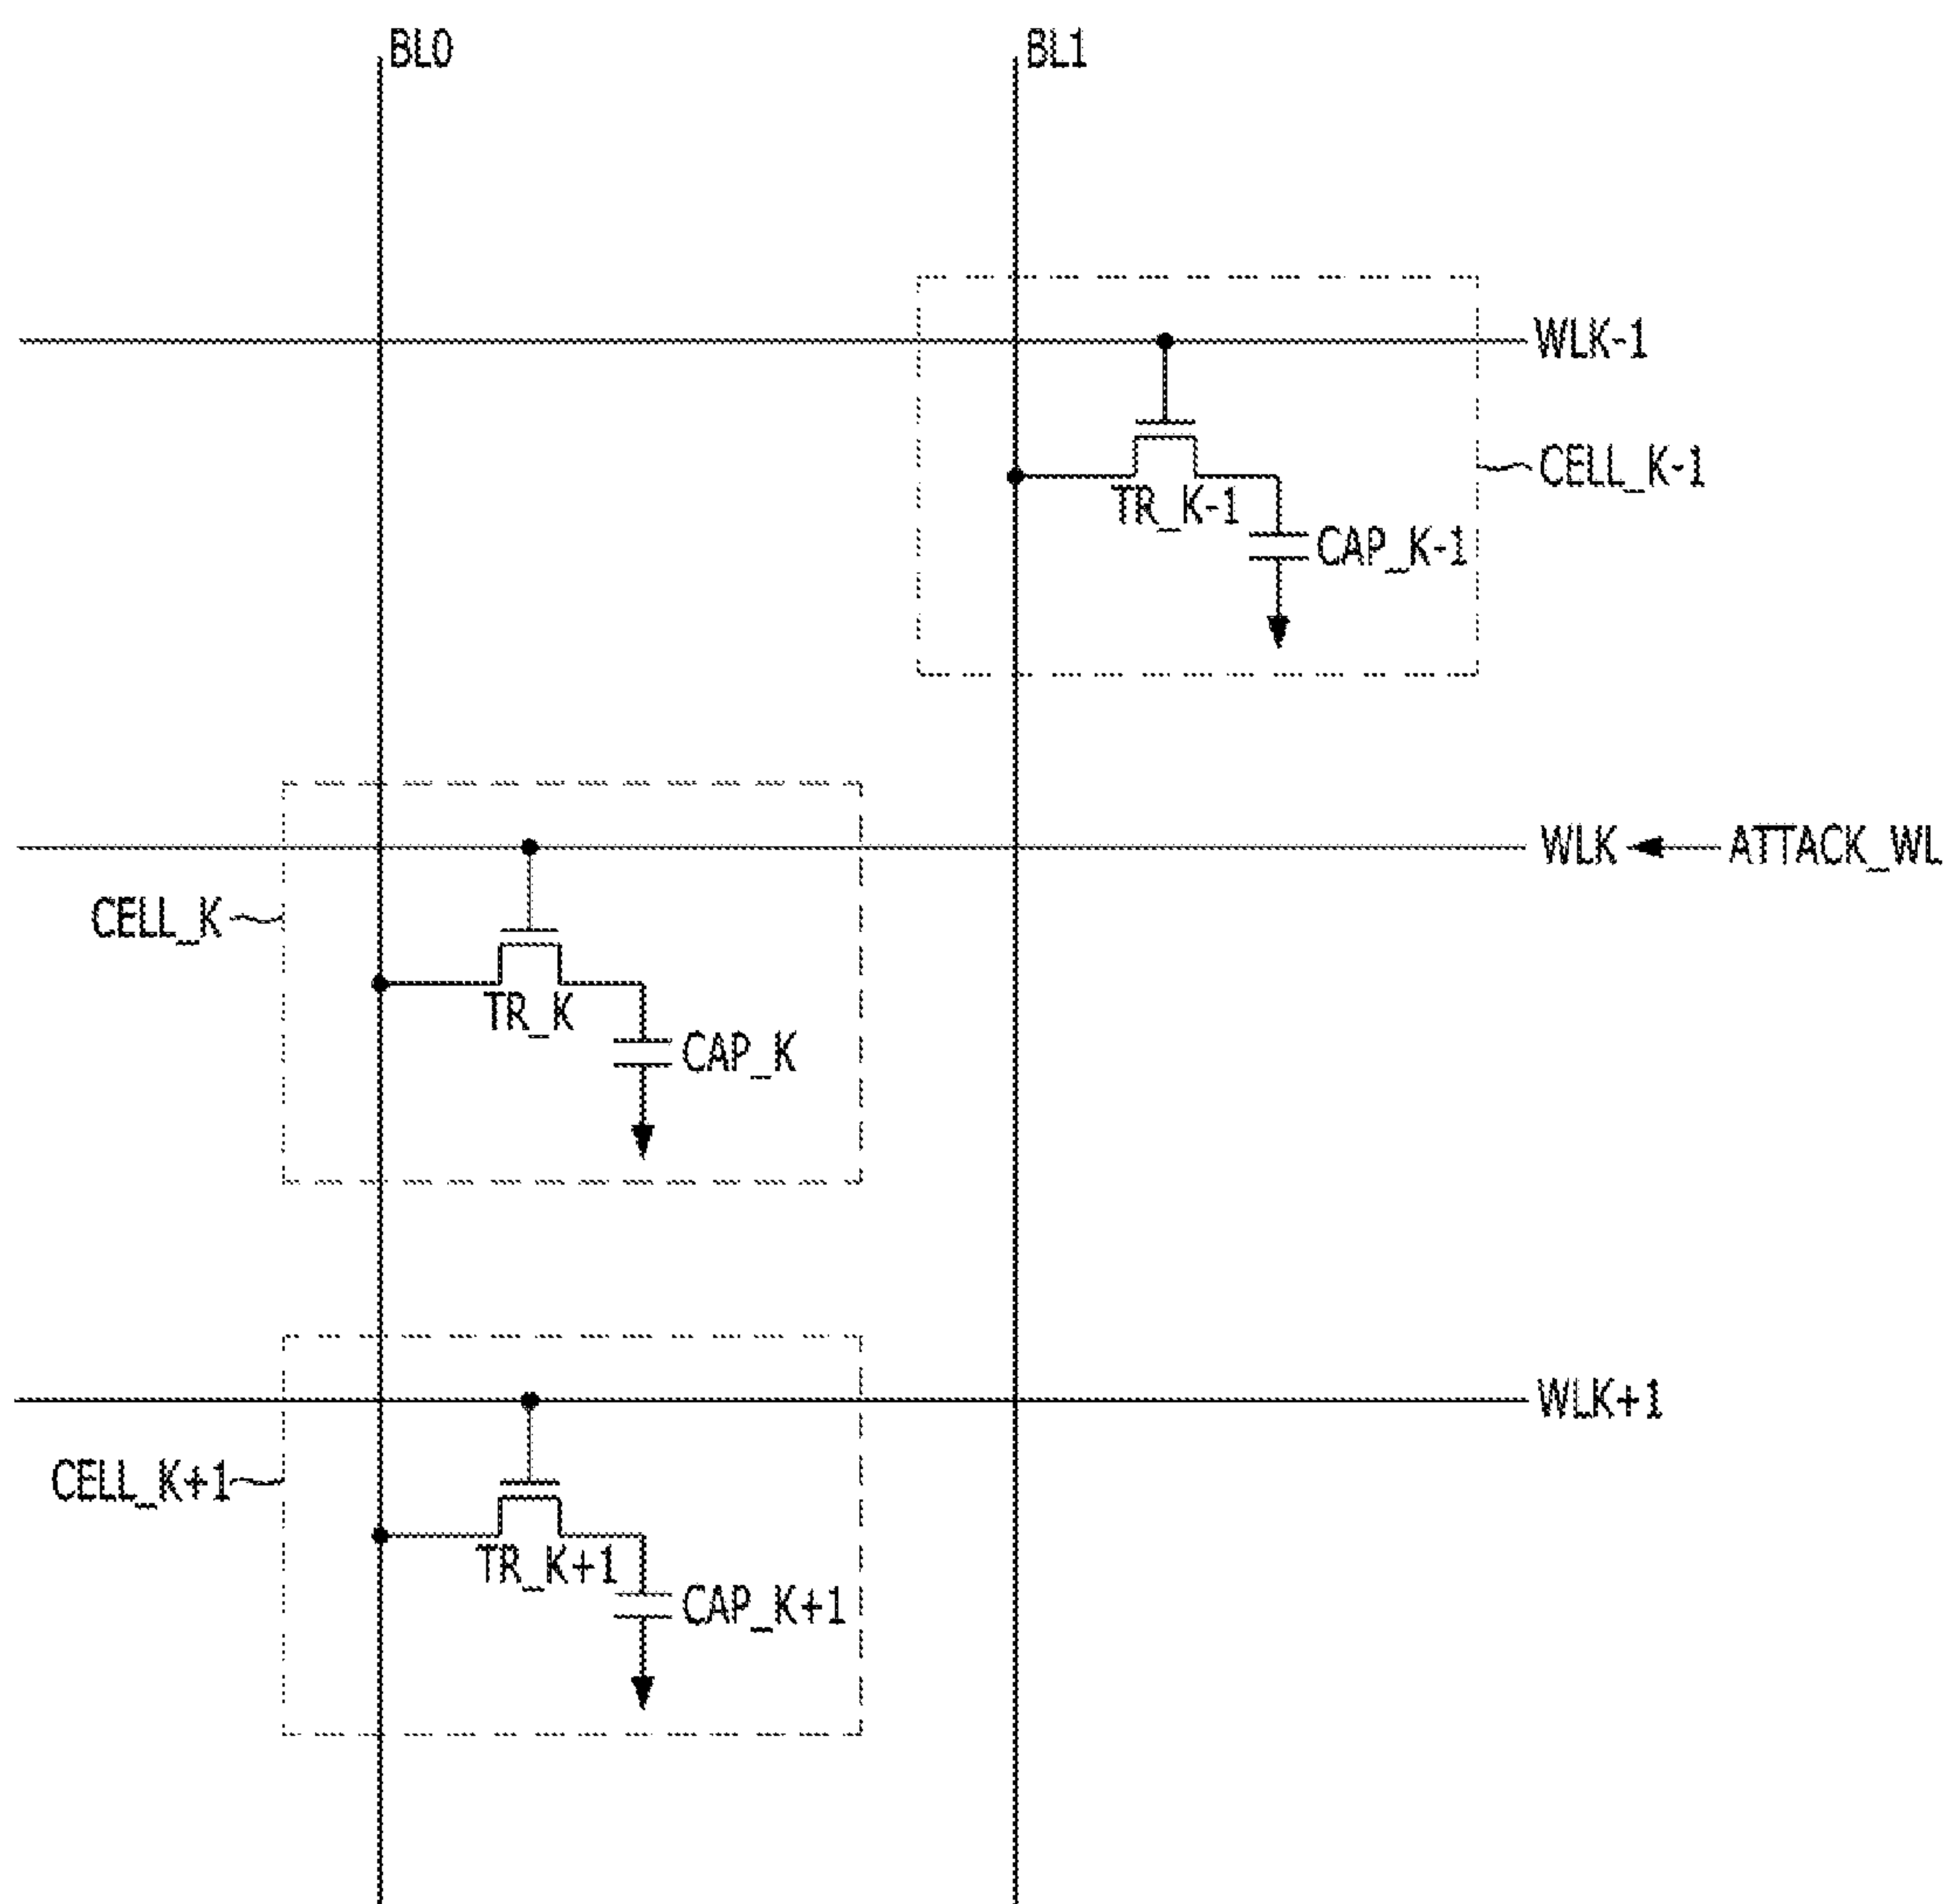 BL0
BL1
WLK-1
CELL_K-1
TR_K-1
CAP_K-1
WLK
ATTACK_WL
CELL_K
TR_K
CAP_K
WLK+1
CELL_K+1
TR_K+1
CAP_K+1